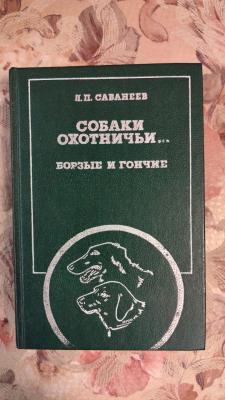 Л.П. САБАНЕЕВ
СОБАКИ
ОХОТНИЧЬИ...
БОРЗЫЕ И ГОНЧИЕ